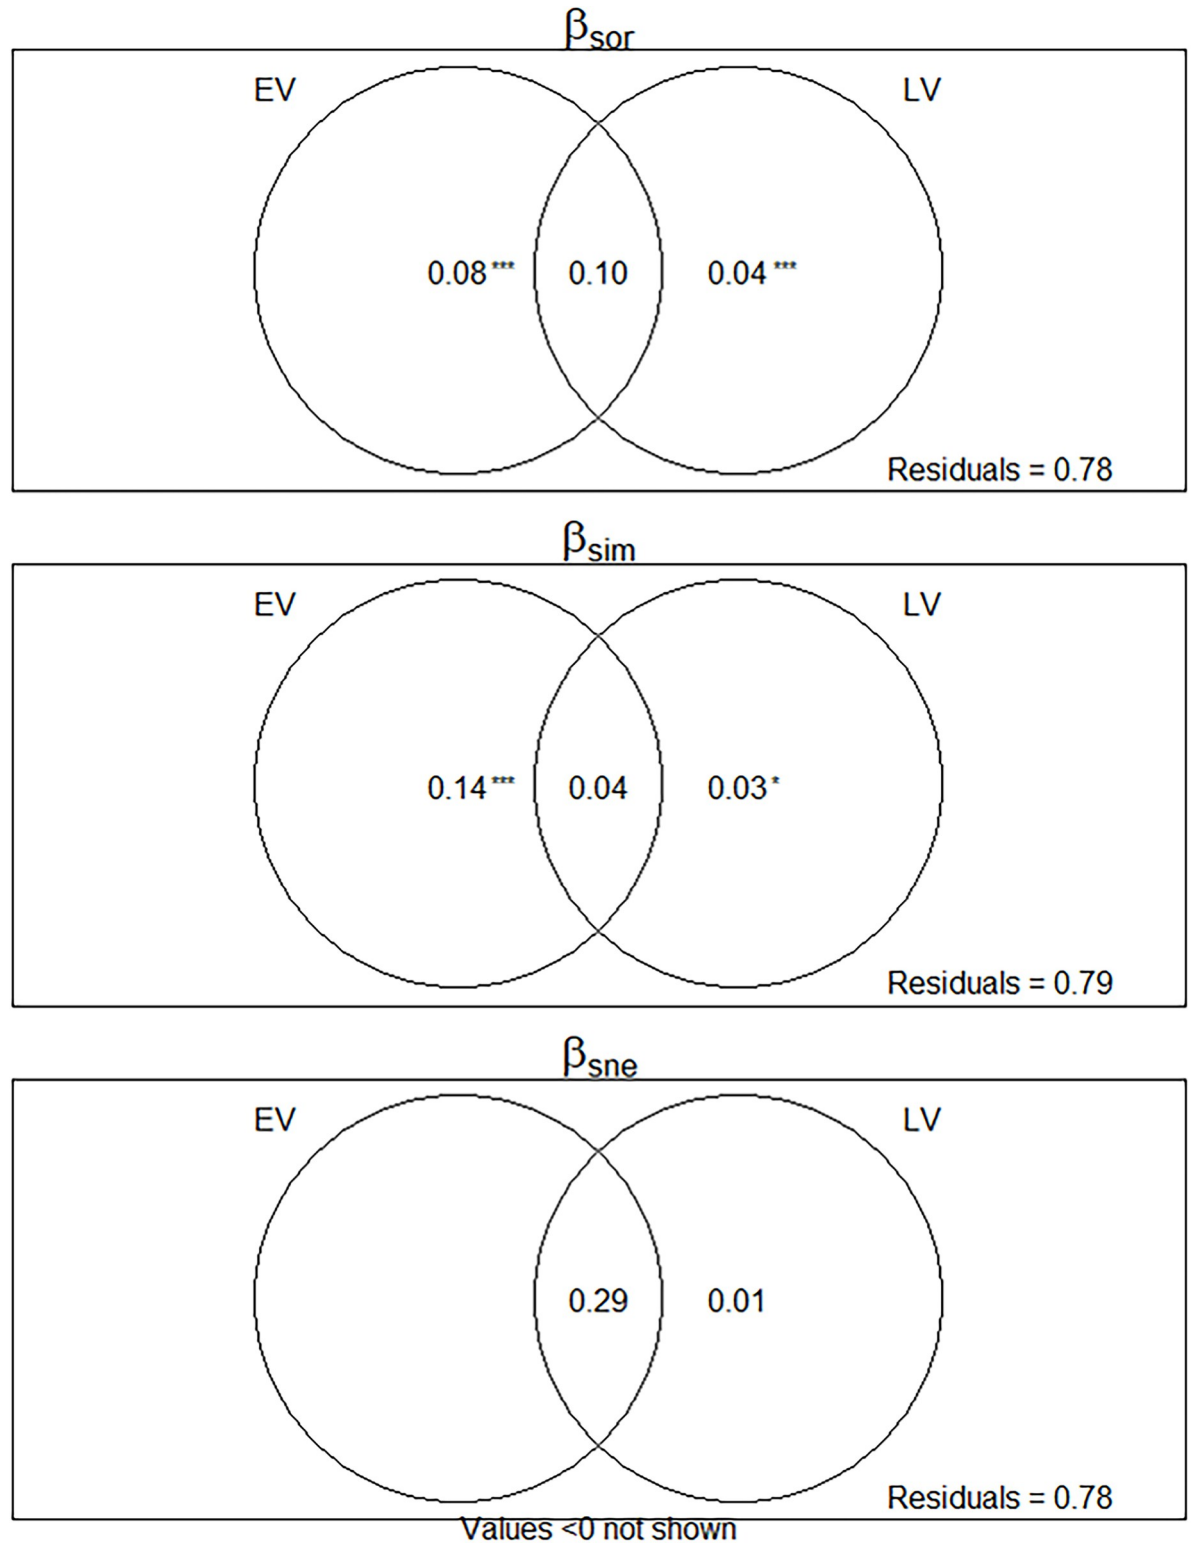 βsor
EV LV
0.08*** 0.10 0.04***
Residuals = 0.78
βsim
EV LV
0.14*** 0.04 0.03*
Residuals = 0.79
βsne
EV LV
0.29 0.01
Residuals = 0.78
Values <0 not shown